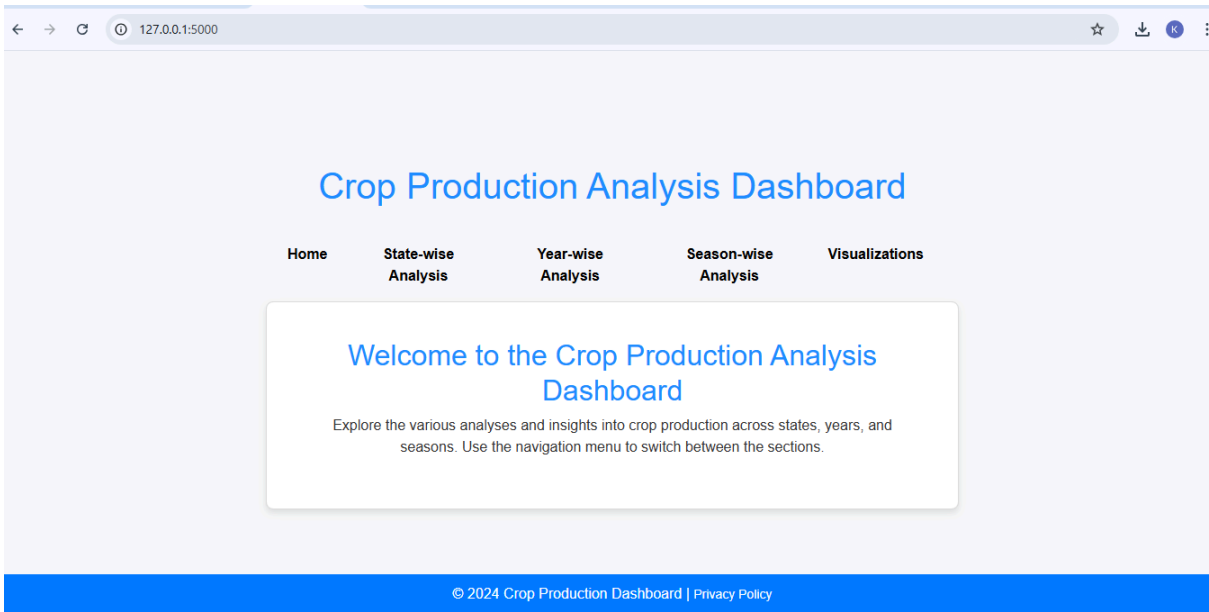 127.0.0.1:5000
K
Crop Production Analysis Dashboard
Home
State-wise
Analysis
Year-wise
Analysis
Season-wise
Analysis
Visualizations
Welcome to the Crop Production Analysis
Dashboard
Explore the various analyses and insights into crop production across states, years, and
seasons. Use the navigation menu to switch between the sections.
© 2024 Crop Production Dashboard | Privacy Policy